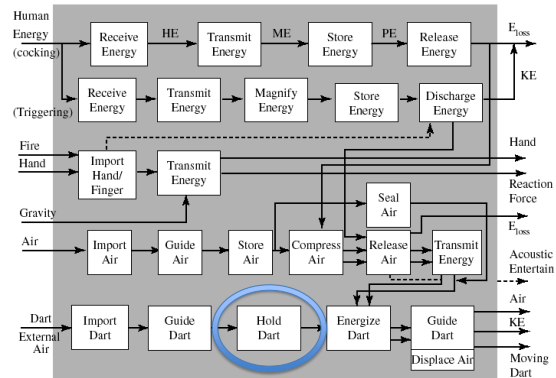 Human
Energy
(cocking)
Receive
Energy
HE
Transmit
Energy
ME
Store
Energy
PE
Release
Energy
Eloss
KE
(Triggering)
Receive
Energy
Transmit
Energy
Magnify
Energy
Store
Energy
Discharge
Energy
Fire
Hand
Import
Hand/
Finger
Transmit
Energy
Hand
Reaction
Force
Gravity
Seal
Air
Eloss
Air
Import
Air
Guide
Air
Store
Air
Compress
Air
Release
Air
Transmit
Energy
Acoustic
Entertain
Dart
External
Air
Import
Dart
Guide
Dart
Hold
Dart
Energize
Dart
Guide
Dart
Displace Air
Air
KE
Moving
Dart